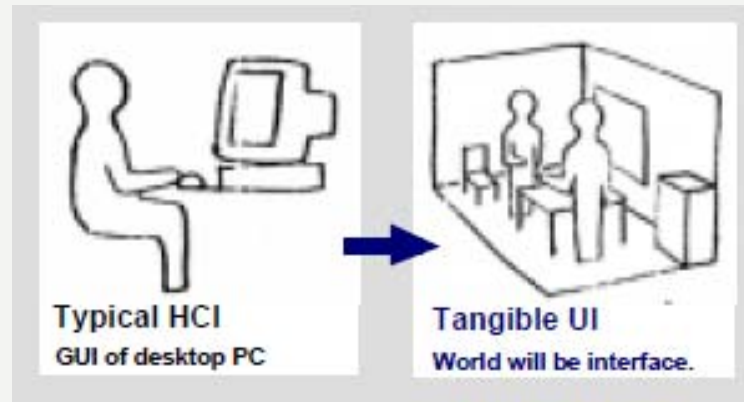 Typical HCI
GUI of desktop PC
Tangible UI
World will be interface.